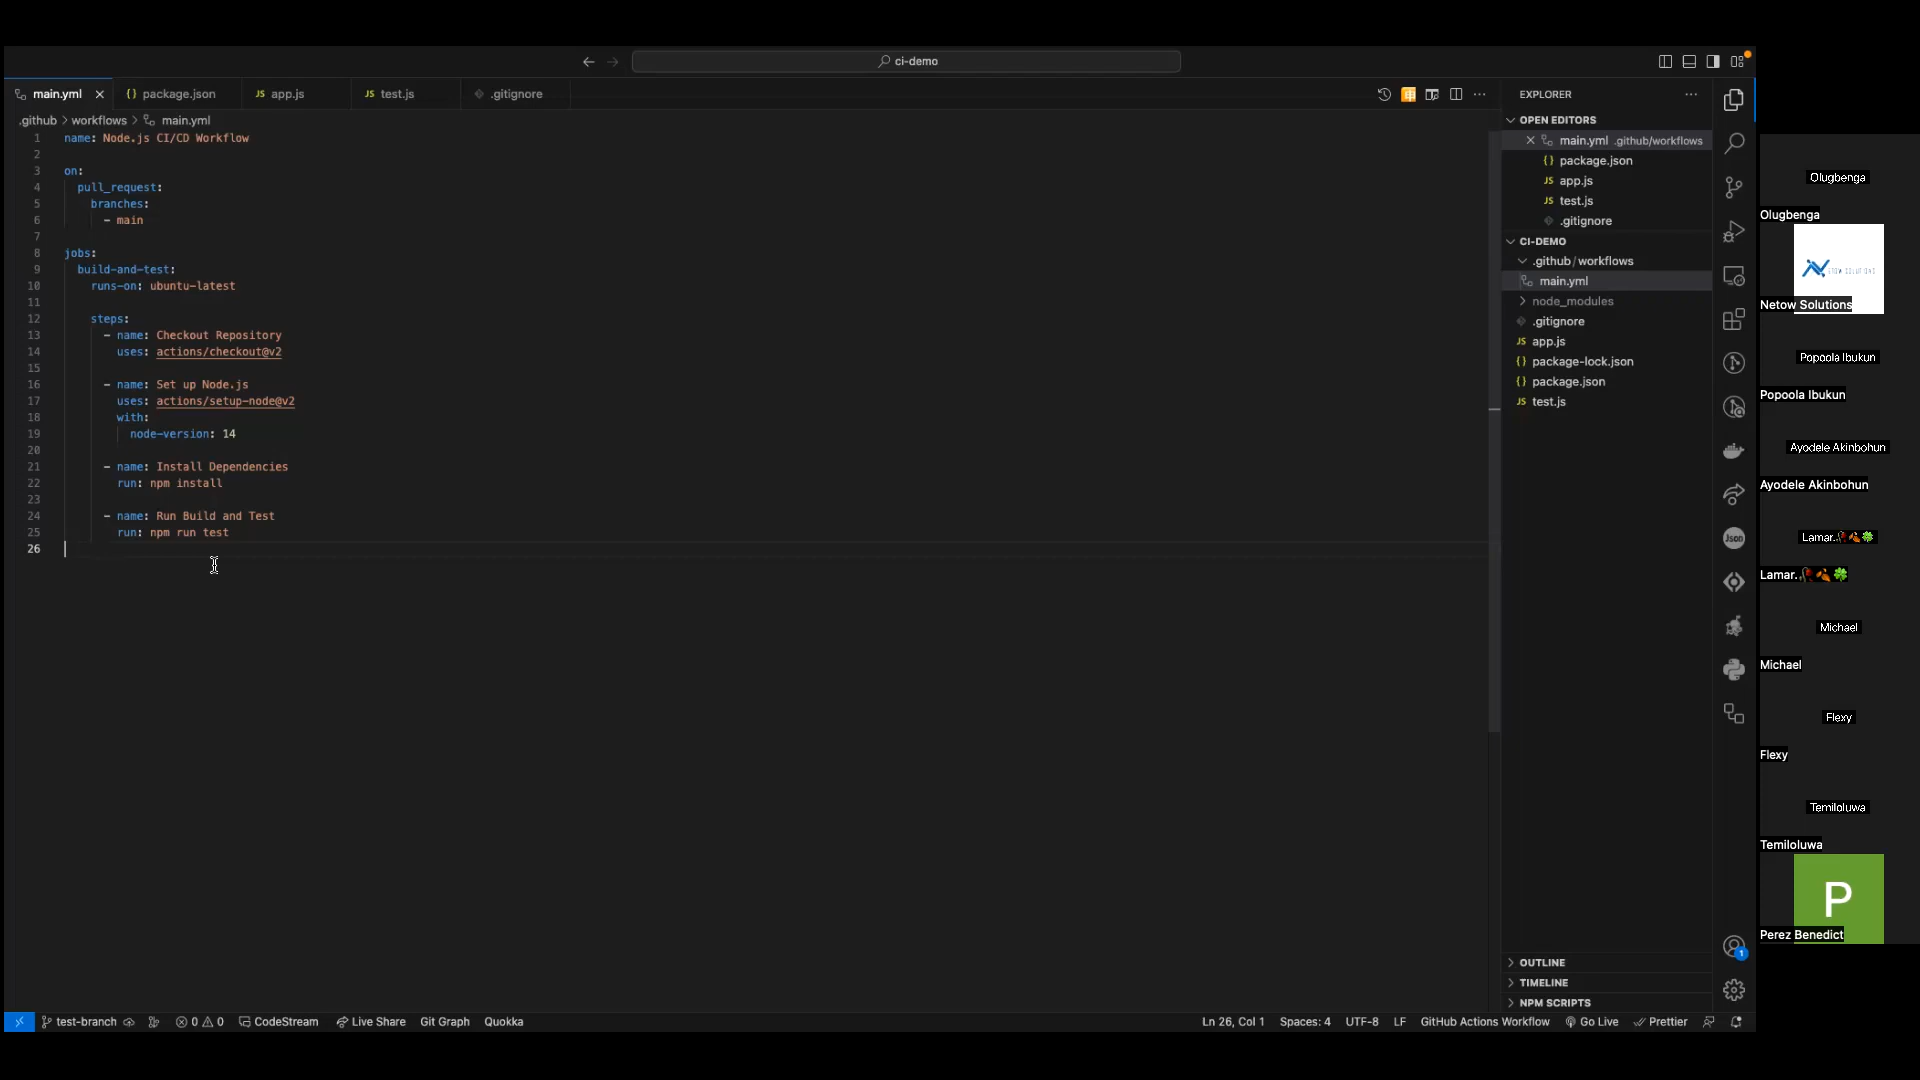 ci-demo
main.yml
package.json
app.js
test.js
.gitignore
.github > workflows > main.yml
1 name: Node.js CI/CD Workflow
2
3 on:
4 pull_request:
5 branches:
6 - main
7
8 jobs:
9 build-and-test:
10 runs-on: ubuntu-latest
11
12 steps:
13 - name: Checkout Repository
14 uses: actions/checkout@v2
15
16 - name: Set up Node.js
17 uses: actions/setup-node@v2
18 with:
19 node-version: 14
20
21 - name: Install Dependencies
22 run: npm install
23
24 - name: Run Build and Test
25 run: npm run test
26
EXPLORER
OPEN EDITORS
main.yml .github/workflows
{} package.json
JS app.js
JS test.js
.gitignore
CI-DEMO
.github/workflows
main.yml
node_modules
.gitignore
JS app.js
{} package-lock.json
{} package.json
JS test.js
OUTLINE
TIMELINE
NPM SCRIPTS
Json
1
Olugbenga
Olugbenga
Netow Solutions
Popoola Ibukun
Popoola Ibukun
Ayodele Akinbohun
Ayodele Akinbohun
Lamar..🥀🍂🍀
Lamar..🥀🍂🍀
Michael
Michael
Flexy
Flexy
Temiloluwa
Temiloluwa
P
Perez Benedict
test-branch
0
0
CodeStream
Live Share
Git Graph
Quokka
Ln 26, Col 1
Spaces: 4
UTF-8
LF
GitHub Actions Workflow
Go Live
Prettier